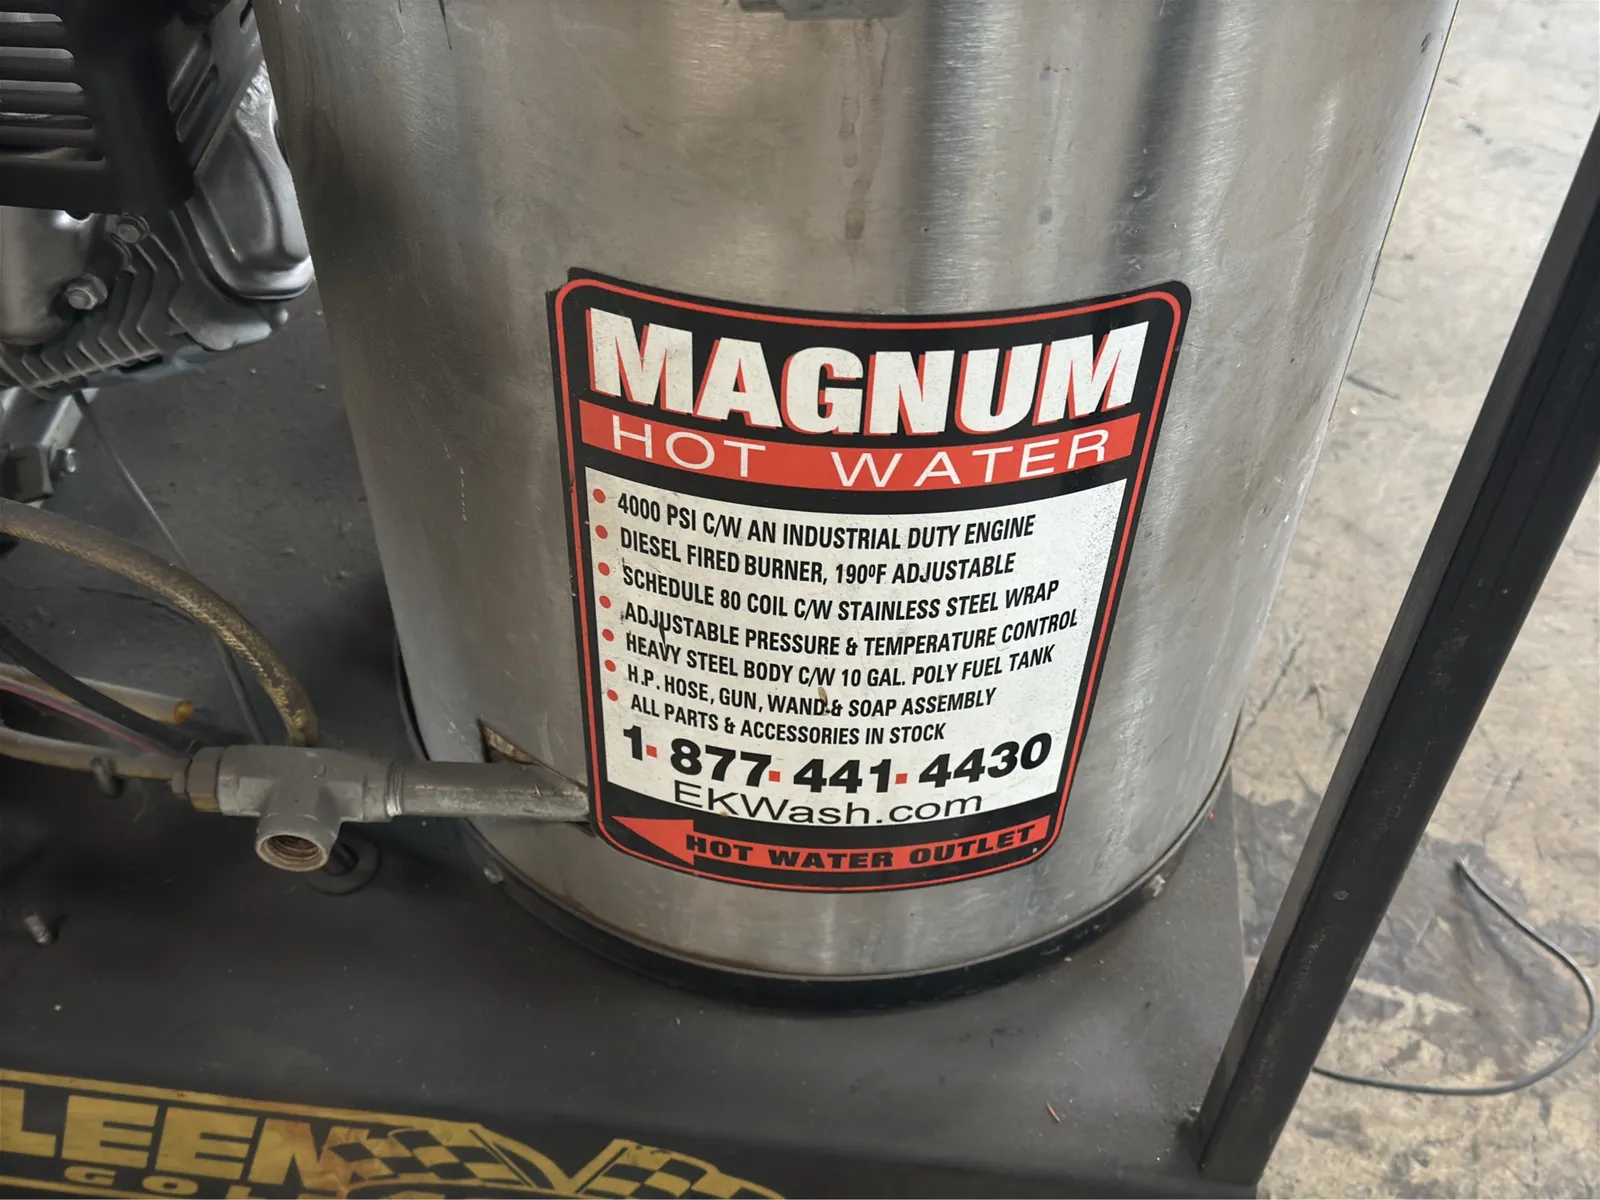 MAGNUM
HOT WATER
• 4000 PSI C/W AN INDUSTRIAL DUTY ENGINE
• DIESEL FIRED BURNER, 190ºF ADJUSTABLE
• SCHEDULE 80 COIL C/W STAINLESS STEEL WRAP
• ADJUSTABLE PRESSURE & TEMPERATURE CONTROL
• HEAVY STEEL BODY C/W 10 GAL. POLY FUEL TANK
• H.P. HOSE, GUN, WAND & SOAP ASSEMBLY
• ALL PARTS & ACCESSORIES IN STOCK
1-877-441-4430
EKWash.com
HOT WATER OUTLET
LEEN